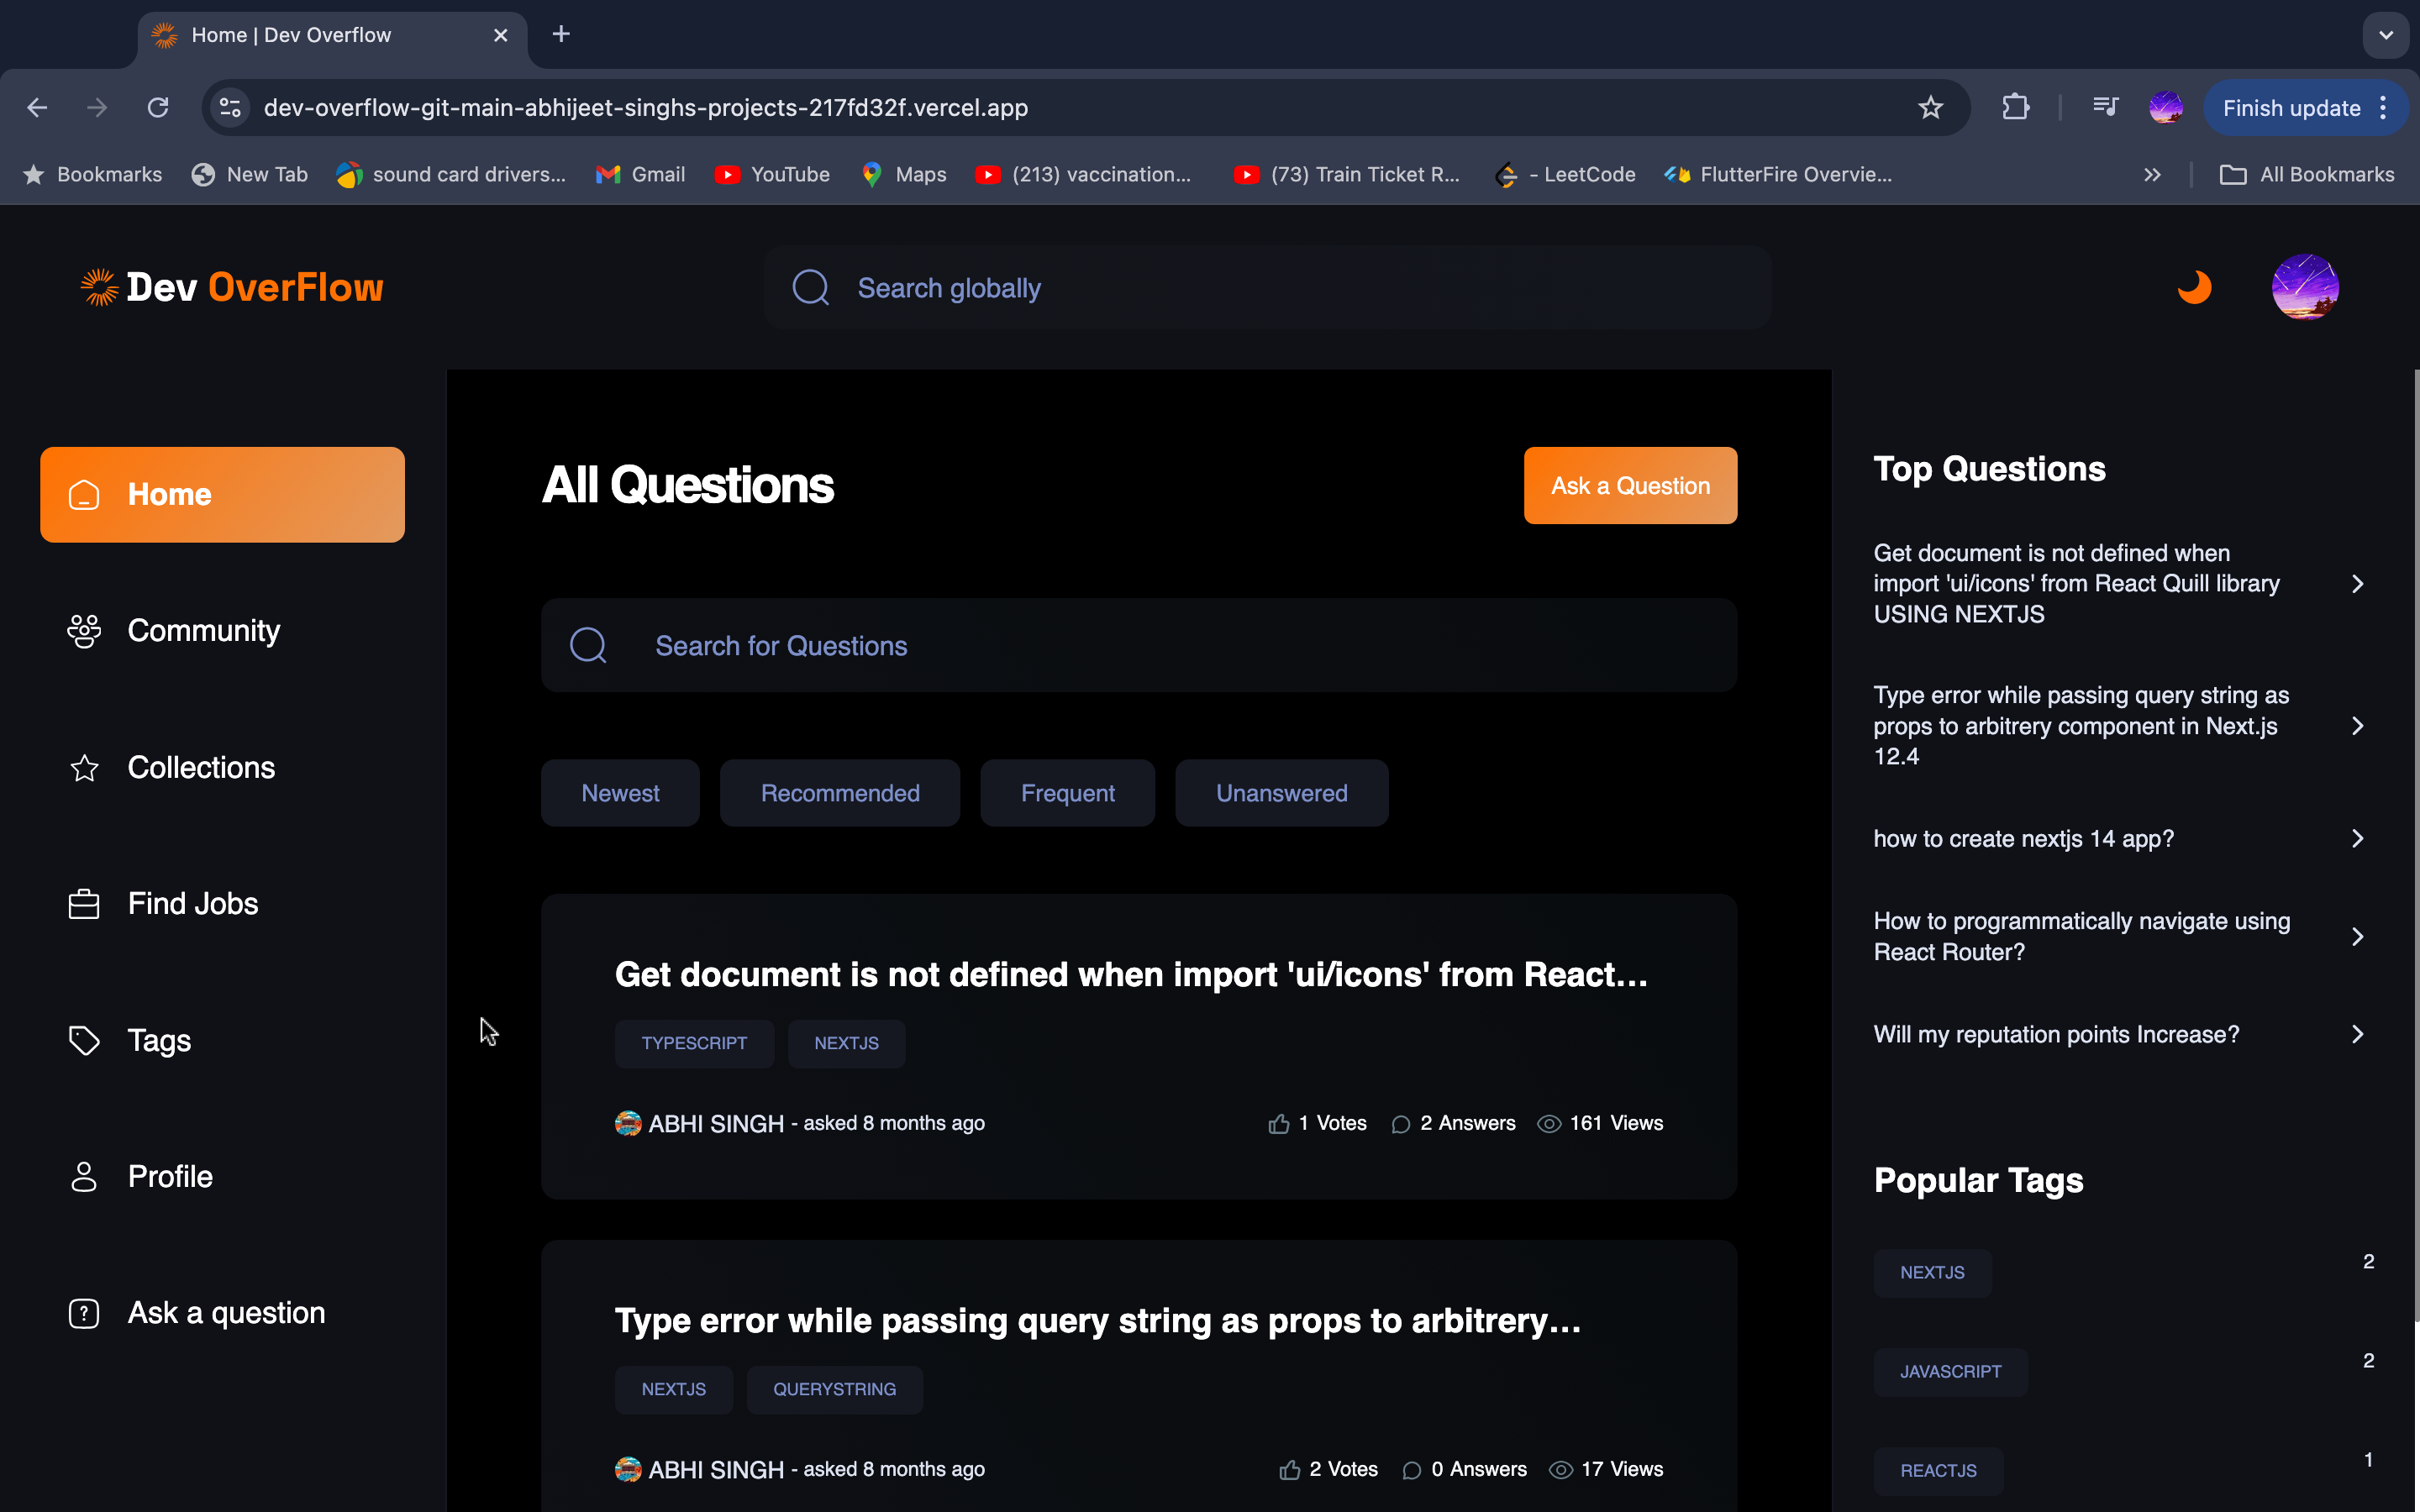 Home | Dev Overflow
dev-overflow-git-main-abhijeet-singhs-projects-217fd32f.vercel.app
Finish update
Bookmarks
New Tab
sound card drivers...
Gmail
YouTube
Maps
(213) vaccination...
(73) Train Ticket R...
- LeetCode
FlutterFire Overvie...
All Bookmarks
Dev OverFlow
Search globally
Home
Community
Collections
Find Jobs
Tags
Profile
Ask a question
All Questions
Ask a Question
Search for Questions
Newest
Recommended
Frequent
Unanswered
Get document is not defined when import 'ui/icons' from React...
TYPESCRIPT
NEXTJS
ABHI SINGH - asked 8 months ago
1 Votes
2 Answers
161 Views
Type error while passing query string as props to arbitrery...
NEXTJS
QUERYSTRING
ABHI SINGH - asked 8 months ago
2 Votes
0 Answers
17 Views
Top Questions
Get document is not defined when
import 'ui/icons' from React Quill library
USING NEXTJS
Type error while passing query string as
props to arbitrery component in Next.js
12.4
how to create nextjs 14 app?
How to programmatically navigate using
React Router?
Will my reputation points Increase?
Popular Tags
NEXTJS
2
JAVASCRIPT
2
REACTJS
1